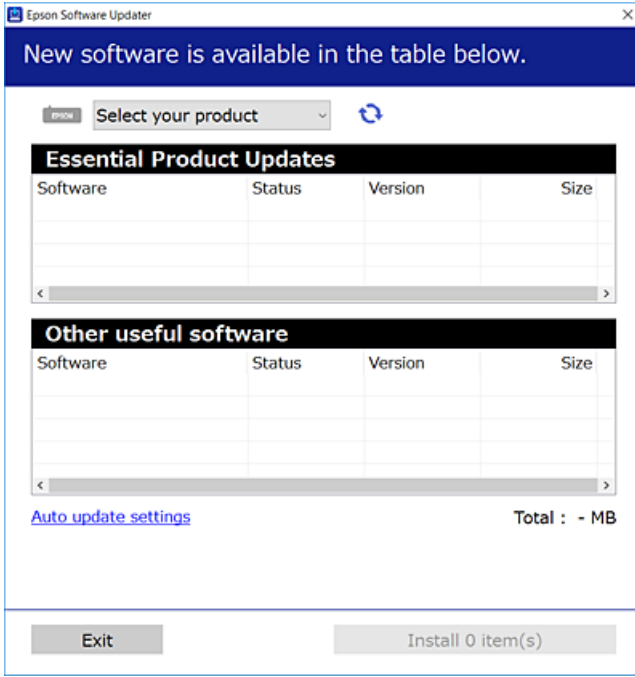 Epson Software Updater
New software is available in the table below.
EPSON Select your product
Essential Product Updates
Software Status Version Size
Other useful software
Software Status Version Size
Auto update settings Total : - MB
Exit Install 0 item(s)